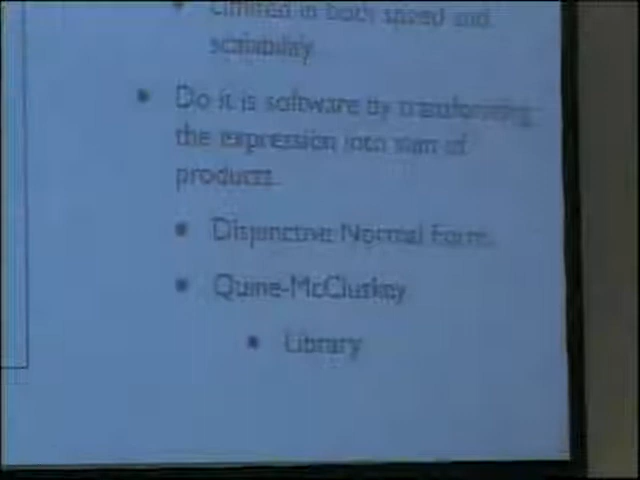 Limited in both speed and
scalability
Do it is software by transforming
the expression into sum of
products.
Disjunctive Normal Form.
Quine-McCluskey
Library